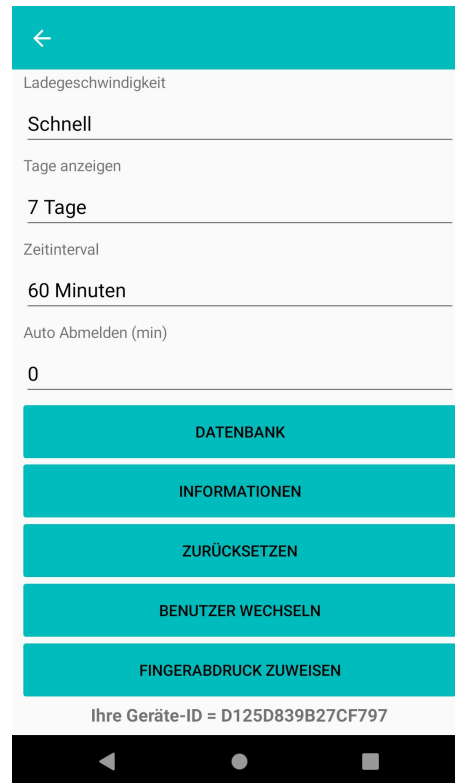 Ladegeschwindigkeit
Schnell
Tage anzeigen
7 Tage
Zeitinterval
60 Minuten
Auto Abmelden (min)
0
DATENBANK
INFORMATIONEN
ZURÜCKSETZEN
BENUTZER WECHSELN
FINGERABDRUCK ZUWEISEN
Ihre Geräte-ID = D125D839B27CF797